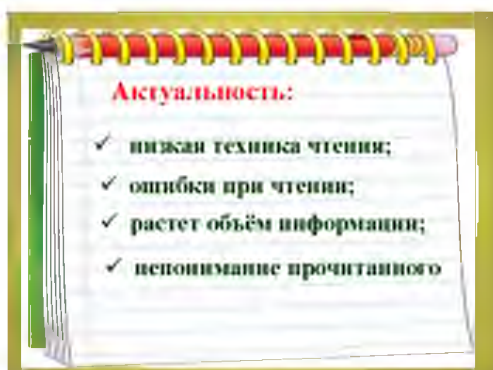 Актуальность:
✓ низкая техника чтения;
✓ ошибки при чтении;
✓ растет объём информации;
✓ непонимание прочитанного